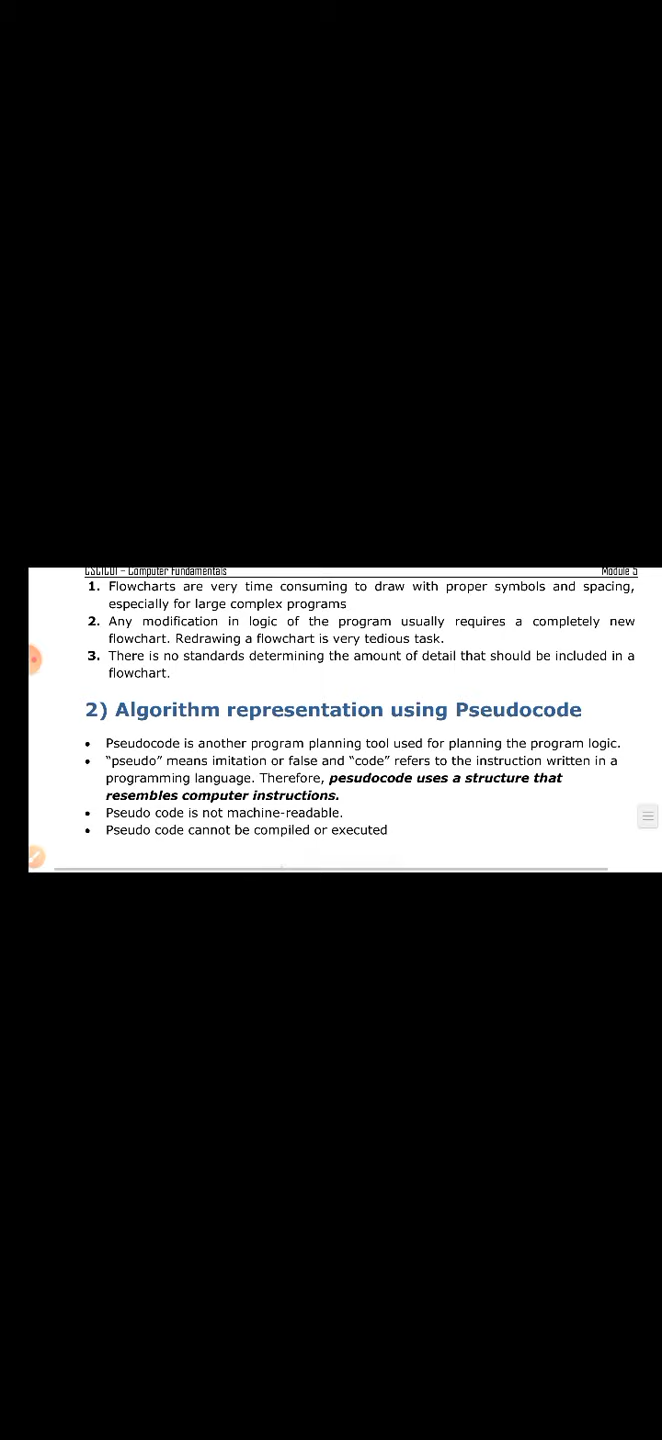 Computer Fundamentals
Module 5
1. Flowcharts are very time consuming to draw with proper symbols and spacing,
especially for large complex programs
2. Any modification in logic of the program usually requires a completely new
flowchart. Redrawing a flowchart is very tedious task.
3. There is no standards determining the amount of detail that should be included in a
flowchart.
2) Algorithm representation using Pseudocode
• Pseudocode is another program planning tool used for planning the program logic.
• “pseudo” means imitation or false and “code” refers to the instruction written in a
programming language. Therefore, pesudocode uses a structure that
resembles computer instructions.
• Pseudo code is not machine-readable.
• Pseudo code cannot be compiled or executed